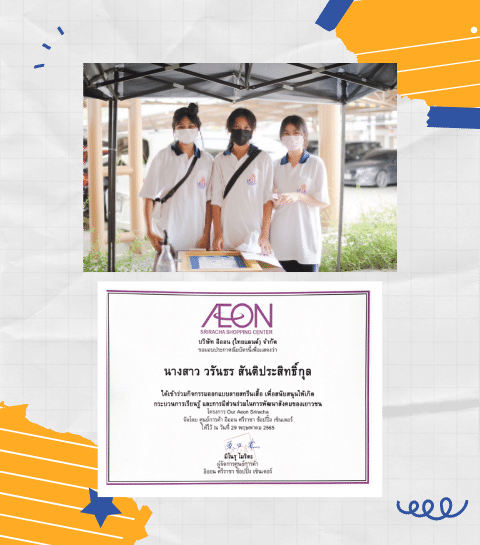 ÆON
SRIRACHA SHOPPING CENTER
บริษัท อิออน (ไทยแลนด์) จำกัด
ขอมอบประกาศนียบัตรนี้เพื่อแสดงว่า
นางสาว วรันธร สันติประสิทธิ์กุล
ได้เข้าร่วมกิจกรรมออกแบบลายสกรีนเสื้อ เพื่อสนับสนุนให้เกิด
กระบวนการเรียนรู้ และการมีส่วนร่วมในการพัฒนาสังคมของเยาวชน
โครงการ Our Aeon Sriracha
จัดโดย ศูนย์การค้า อิออน ศรีราชา ช้อปปิ้ง เซ็นเตอร์
ให้ไว้ ณ วันที่ 29 พฤษภาคม 2565
มิโนรุ โมริตะ
ผู้จัดการศูนย์การค้า
อิออน ศรีราชา ช้อปปิ้ง เซ็นเตอร์